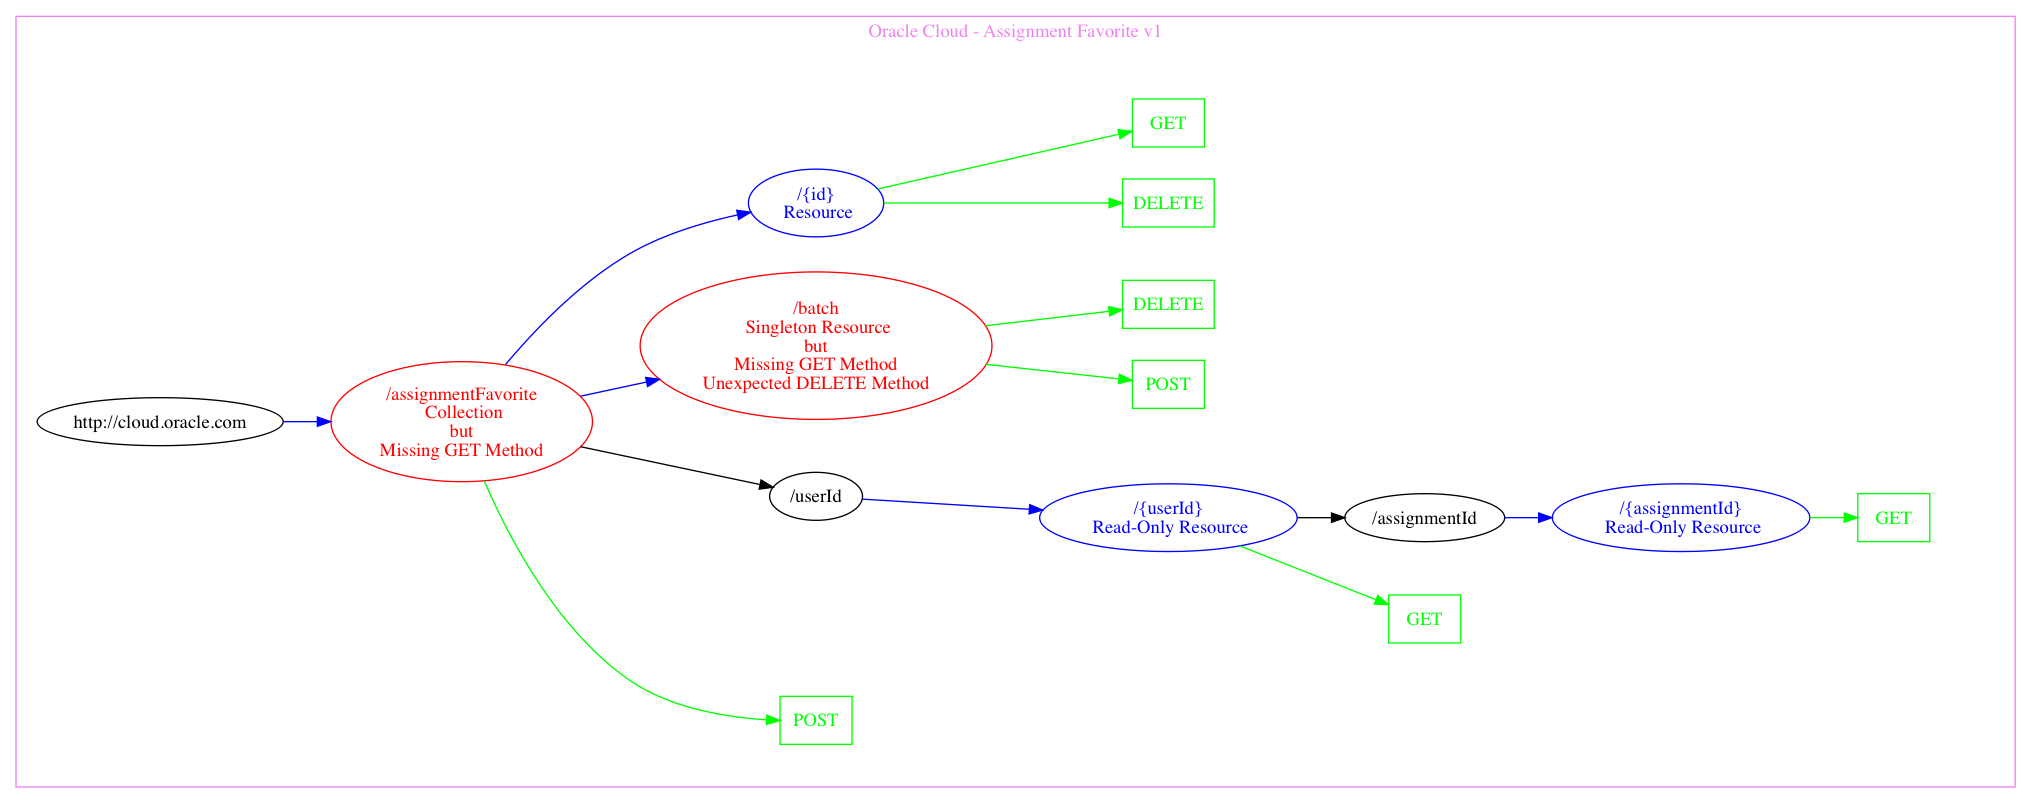 Oracle Cloud - Assignment Favorite v1
GET
/{id}
Resource
DELETE
/batch
Singleton Resource
but
Missing GET Method
Unexpected DELETE Method
DELETE
POST
http://cloud.oracle.com
/assignmentFavorite
Collection
but
Missing GET Method
/userId
/{userId}
Read-Only Resource
/assignmentId
/{assignmentId}
Read-Only Resource
GET
GET
POST